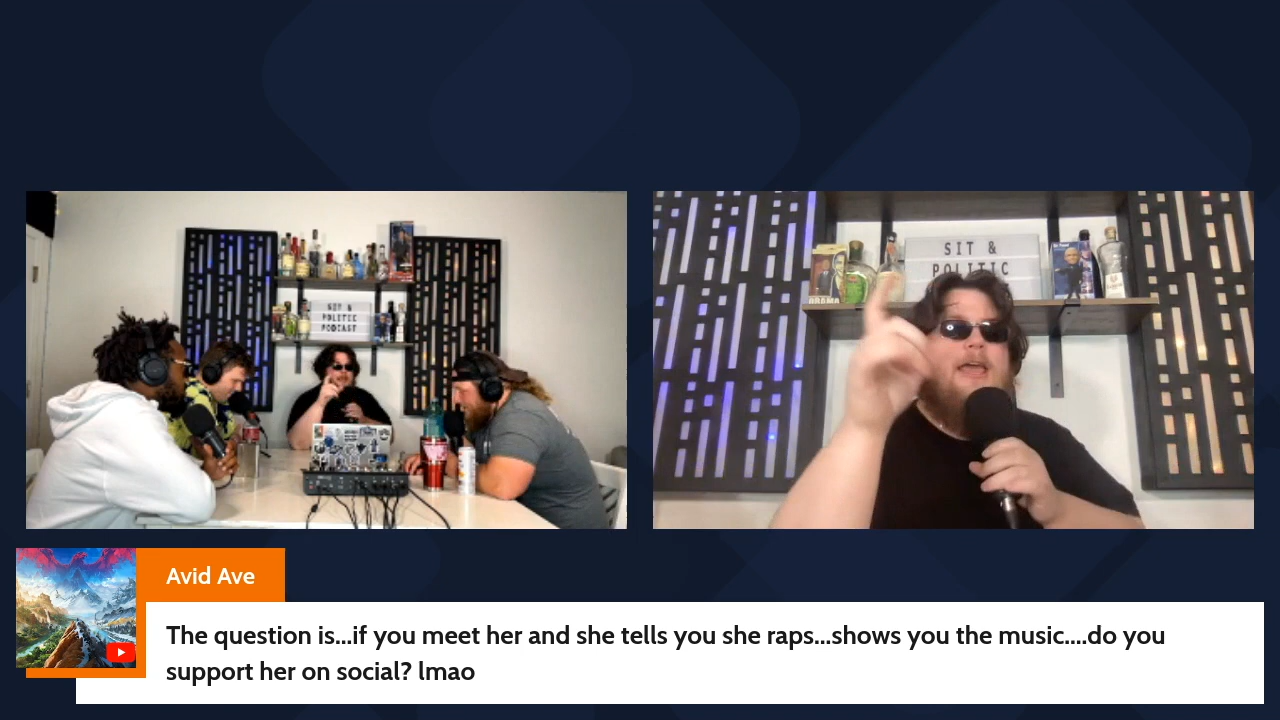 SIT &
POLITIC
PODCAST
SIT &
POLITIC
OBAMA
Avid Ave
The question is...if you meet her and she tells you she raps...shows you the music....do you
support her on social? lmao